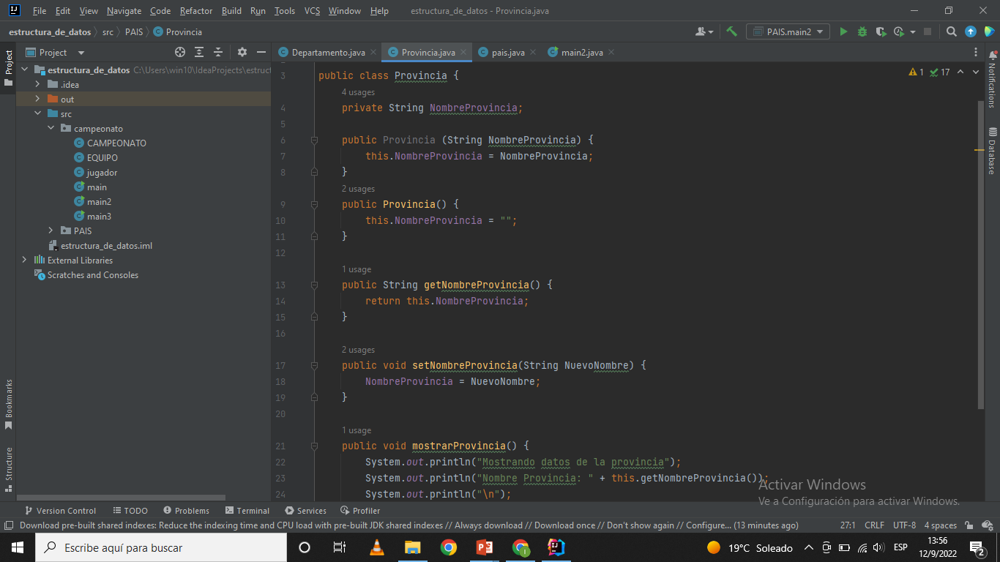 File Edit View Navigate Code Refactor Build Run Tools VCS Window Help estructura_de_datos - Provincia.java
estructura_de_datos src PAIS Provincia PAIS.main2
Project Departamento.java Provincia.java pais.java main2.java
Project
Bookmarks
Structure
Notifications
Database
estructura_de_datos C:\Users\win10\IdeaProjects\estruct
.idea
out
src
campeonato
CAMPEONATO
EQUIPO
jugador
main
main2
main3
PAIS
estructura_de_datos.iml
External Libraries
Scratches and Consoles
1 17
3 public class Provincia {
4 usages
4 private String NombreProvincia;
5
6 public Provincia (String NombreProvincia) {
7 this.NombreProvincia = NombreProvincia;
8 }
2 usages
9 public Provincia() {
10 this.NombreProvincia = "";
11 }
12
1 usage
13 public String getNombreProvincia() {
14 return this.NombreProvincia;
15 }
16
2 usages
17 public void setNombreProvincia(String NuevoNombre) {
18 NombreProvincia = NuevoNombre;
19 }
20
1 usage
21 public void mostrarProvincia() {
22 System.out.println("Mostrando datos de la provincia");
23 System.out.println("Nombre Provincia: " + this.getNombreProvincia());
24 System.out.println("\n");
Activar Windows
Ve a Configuración para activar Windows.
Version Control TODO Problems Terminal Services Profiler
Download pre-built shared indexes: Reduce the indexing time and CPU load with pre-built JDK shared indexes // Always download // Download once // Don't show again // Configure... (13 minutes ago) 27:1 CRLF UTF-8 4 spaces
Escribe aquí para buscar 19°C Soleado ESP 13:56
12/9/2022 2